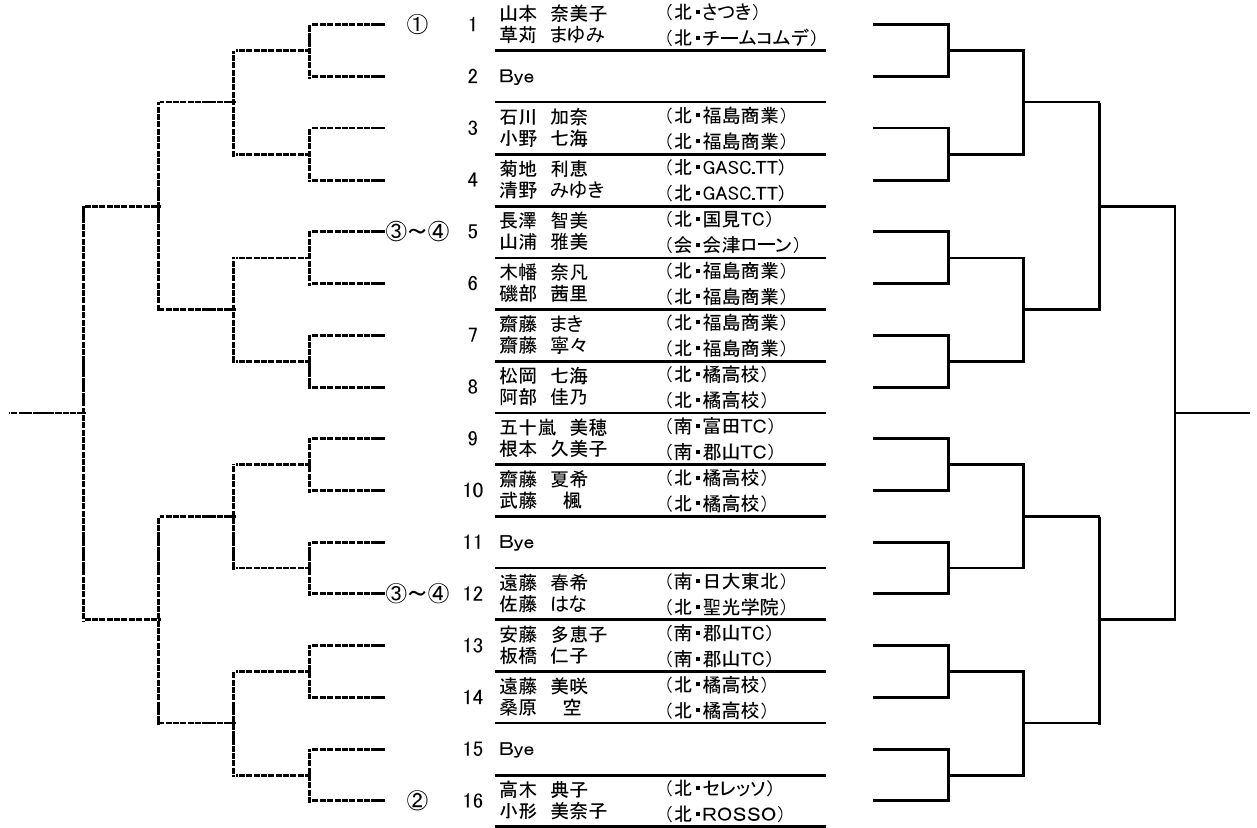 ① 1 山本 奈美子 (北・さつき)
草苅 まゆみ (北・チームコムデ)
2 Bye
3 石川 加奈 (北・福島商業)
小野 七海 (北・福島商業)
4 菊地 利恵 (北・GASC.TT)
清野 みゆき (北・GASC.TT)
③～④ 5 長澤 智美 (北・国見TC)
山浦 雅美 (会・会津ローン)
6 木幡 奈凡 (北・福島商業)
磯部 茜里 (北・福島商業)
7 齋藤 まき (北・福島商業)
齋藤 寧々 (北・福島商業)
8 松岡 七海 (北・橘高校)
阿部 佳乃 (北・橘高校)
9 五十嵐 美穂 (南・富田TC)
根本 久美子 (南・郡山TC)
10 齋藤 夏希 (北・橘高校)
武藤 楓 (北・橘高校)
11 Bye
③～④ 12 遠藤 春希 (南・日大東北)
佐藤 はな (北・聖光学院)
13 安藤 多恵子 (南・郡山TC)
板橋 仁子 (南・郡山TC)
14 遠藤 美咲 (北・橘高校)
桑原 空 (北・橘高校)
15 Bye
② 16 高木 典子 (北・セレッソ)
小形 美奈子 (北・ROSSO)